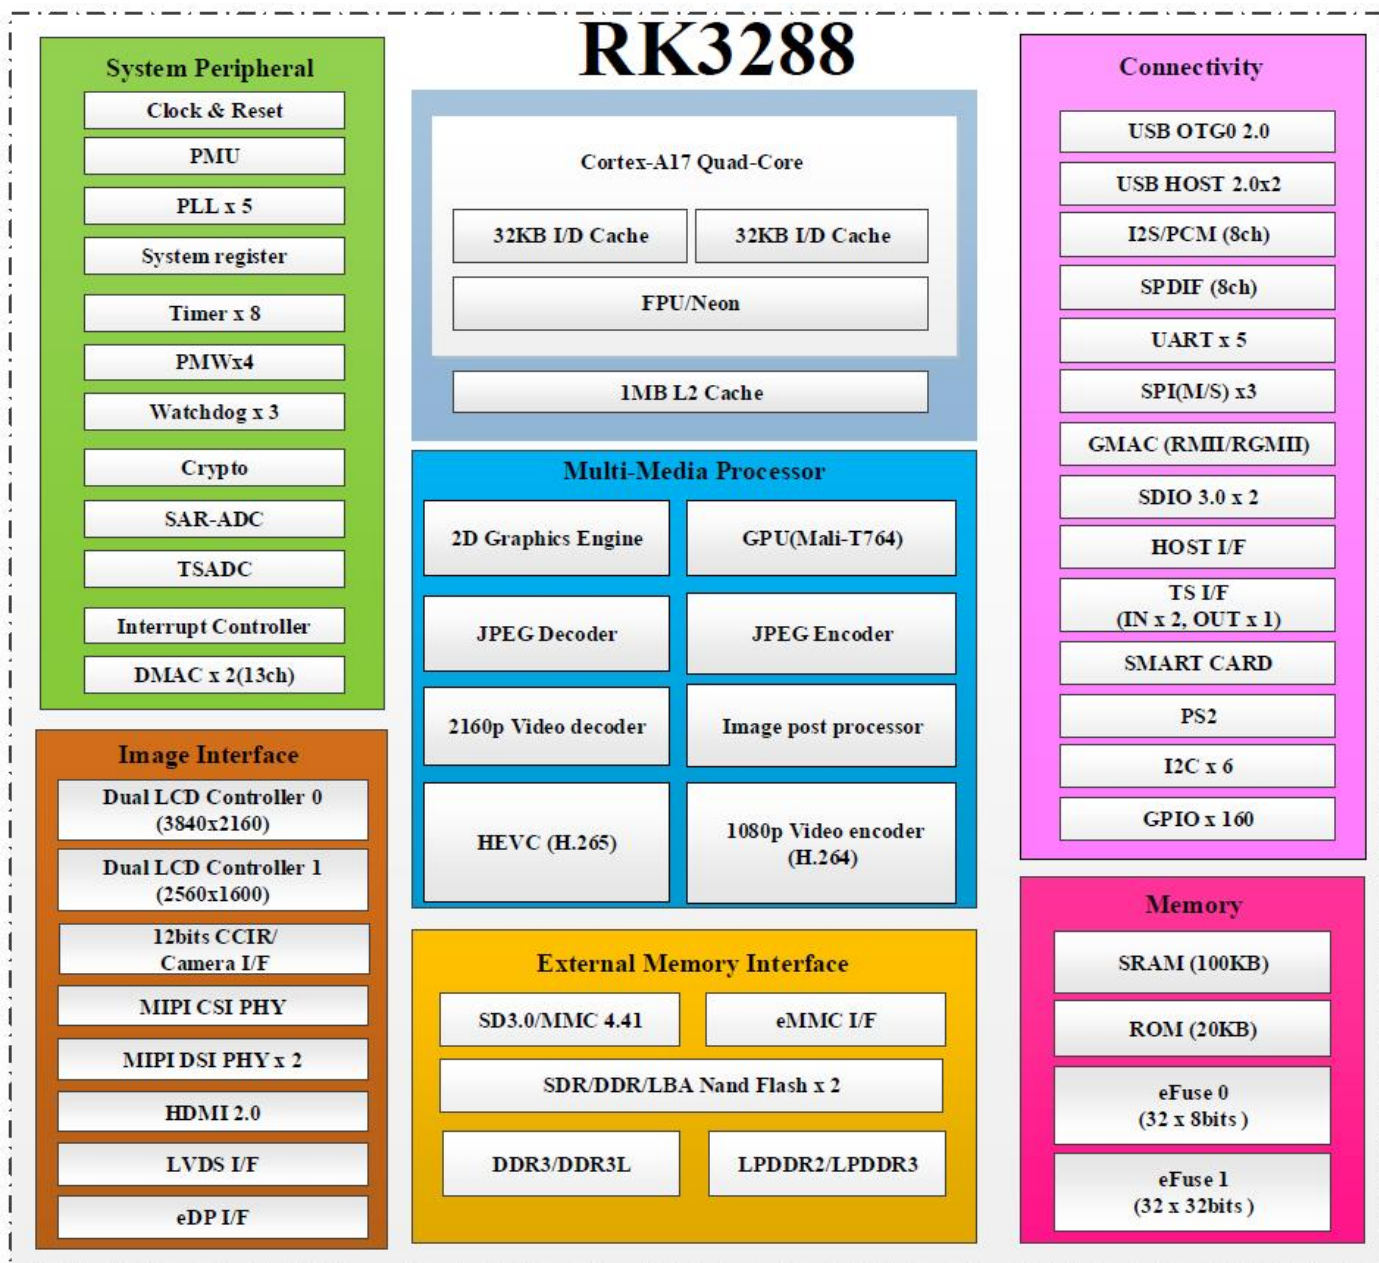 RK3288
System Peripheral
Clock & Reset
PMU
PLL x 5
System register
Timer x 8
PMWx4
Watchdog x 3
Crypto
SAR-ADC
TSADC
Interrupt Controller
DMAC x 2(13ch)
Image Interface
Dual LCD Controller 0
(3840x2160)
Dual LCD Controller 1
(2560x1600)
12bits CCIR/
Camera I/F
MIPI CSI PHY
MIPI DSI PHY x 2
HDMI 2.0
LVDS I/F
eDP I/F
Cortex-A17 Quad-Core
32KB I/D Cache
32KB I/D Cache
FPU/Neon
1MB L2 Cache
Multi-Media Processor
2D Graphics Engine
GPU(Mali-T764)
JPEG Decoder
JPEG Encoder
2160p Video decoder
Image post processor
HEVC (H.265)
1080p Video encoder
(H.264)
External Memory Interface
SD3.0/MMC 4.41
eMMC I/F
SDR/DDR/LBA Nand Flash x 2
DDR3/DDR3L
LPDDR2/LPDDR3
Connectivity
USB OTG0 2.0
USB HOST 2.0x2
I2S/PCM (8ch)
SPDIF (8ch)
UART x 5
SPI(M/S) x3
GMAC (RMII/RGMII)
SDIO 3.0 x 2
HOST I/F
TS I/F
(IN x 2, OUT x 1)
SMART CARD
PS2
I2C x 6
GPIO x 160
Memory
SRAM (100KB)
ROM (20KB)
eFuse 0
(32 x 8bits )
eFuse 1
(32 x 32bits )